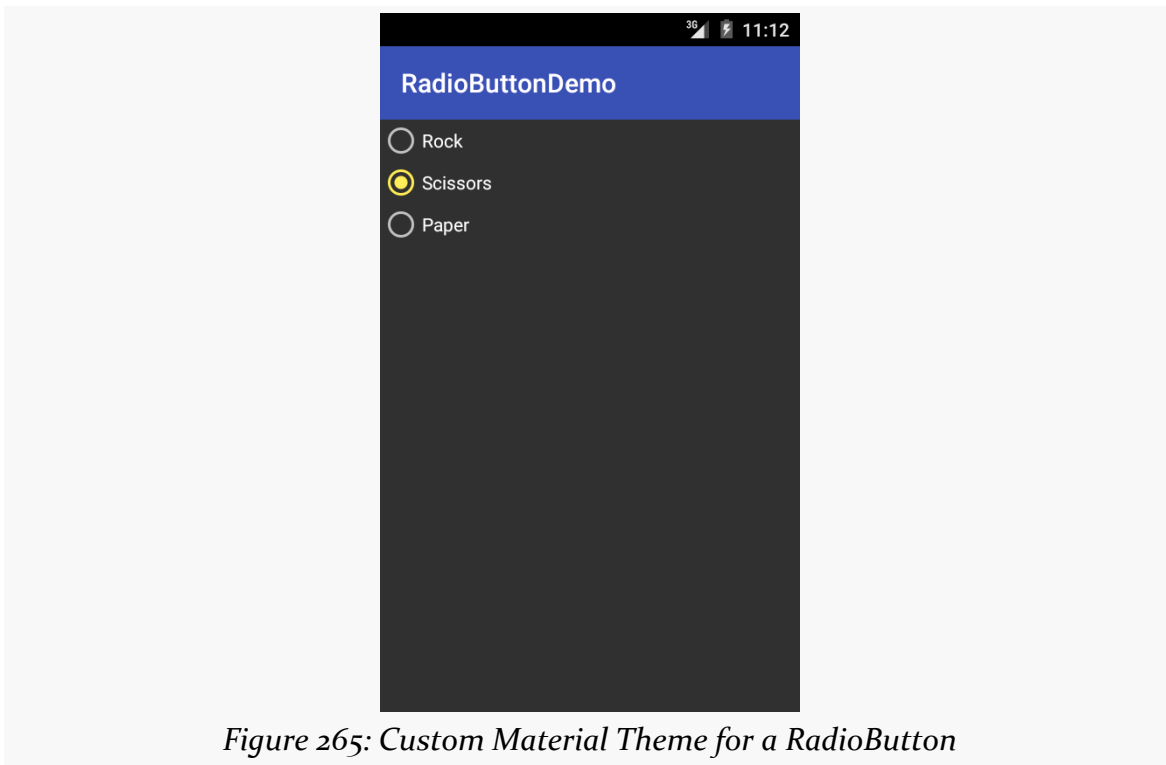 3G 11:12
RadioButtonDemo
Rock
Scissors
Paper
Figure 265: Custom Material Theme for a RadioButton